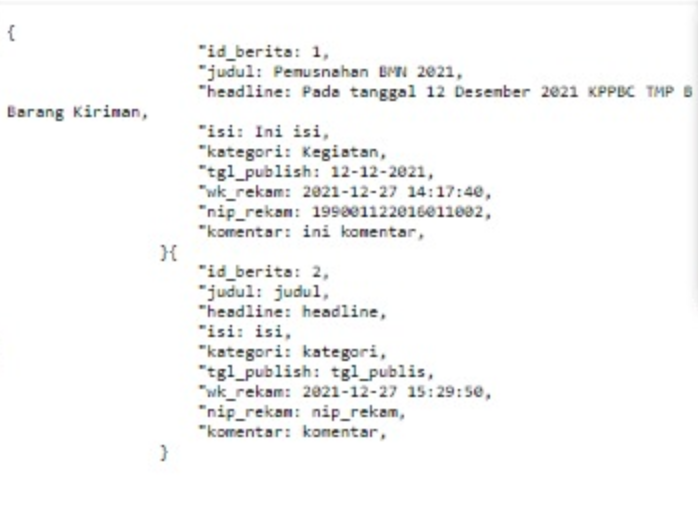 {
"id_berita: 1,
"judul: Pemusnahan BMN 2021,
"headline: Pada tanggal 12 Desember 2021 KPPBC TMP B
Barang Kiriman,
"isi: Ini isi,
"kategori: Kegiatan,
"tgl_publish: 12-12-2021,
"wk_rekam: 2021-12-27 14:17:40,
"nip_rekam: 199001122016011002,
"komentar: ini komentar,
}{
"id_berita: 2,
"judul: judul,
"headline: headline,
"isi: isi,
"kategori: kategori,
"tgl_publish: tgl_publis,
"wk_rekam: 2021-12-27 15:29:50,
"nip_rekam: nip_rekam,
"komentar: komentar,
}